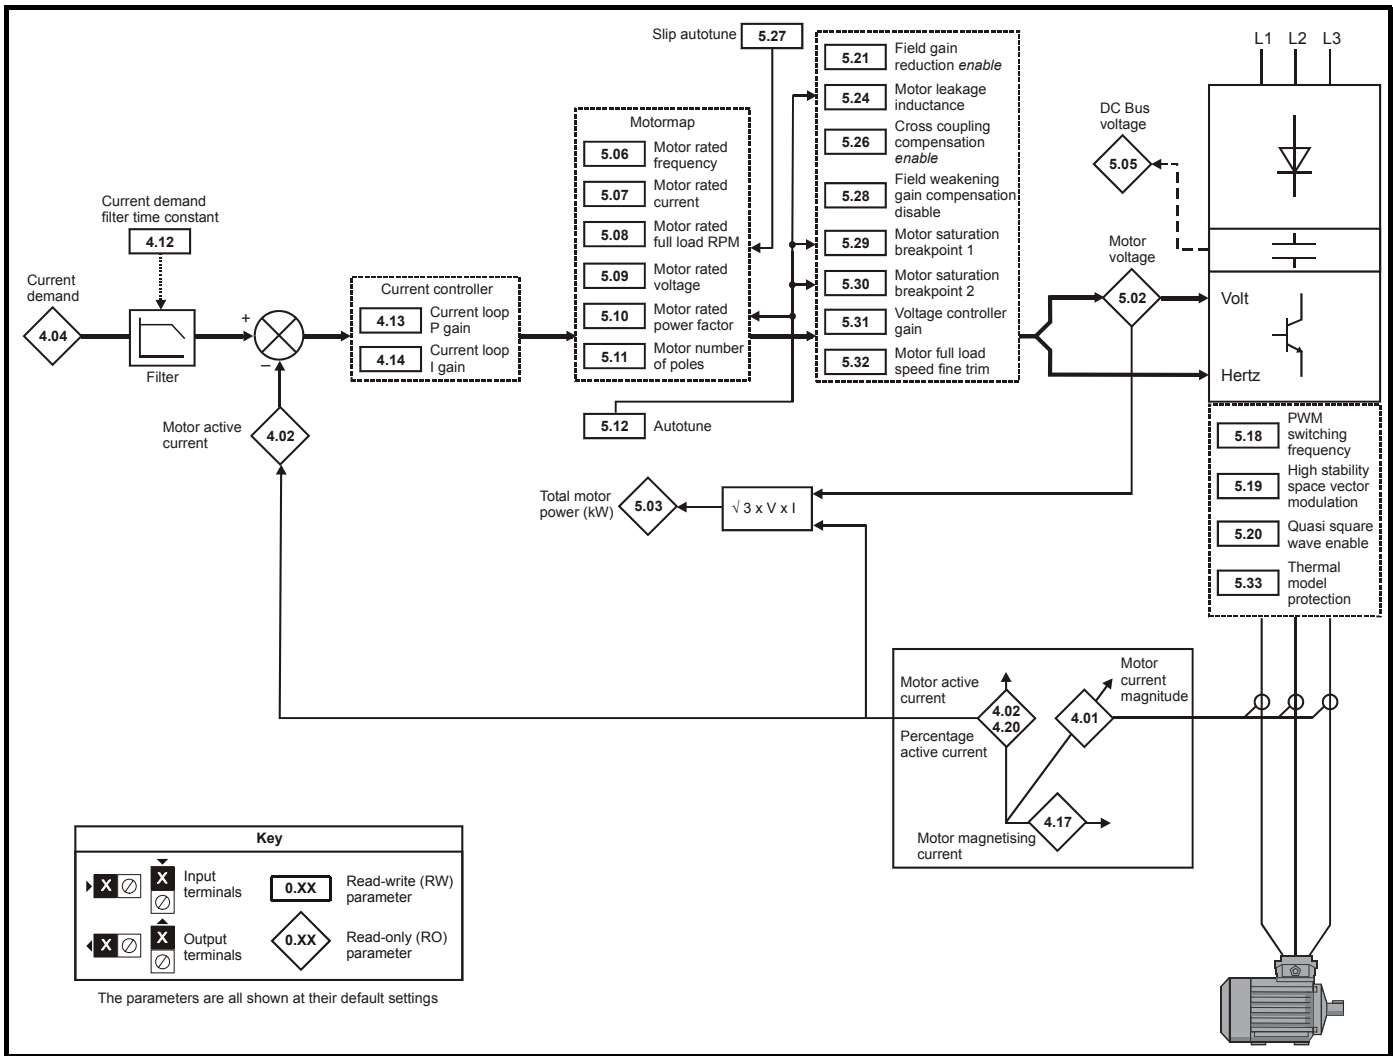 Slip autotune
5.27
5.21
Field gain
reduction enable
5.24
Motor leakage
inductance
5.26
Cross coupling
compensation
enable
5.28
Field weakening
gain compensation
disable
5.29
Motor saturation
breakpoint 1
5.30
Motor saturation
breakpoint 2
5.31
Voltage controller
gain
5.32
Motor full load
speed fine trim
L1 L2 L3
DC Bus
voltage
5.05
Motor
voltage
5.02
Volt
Hertz
Motormap
5.06
Motor rated
frequency
5.07
Motor rated
current
5.08
Motor rated
full load RPM
5.09
Motor rated
voltage
5.10
Motor rated
power factor
5.11
Motor number
of poles
5.12
Autotune
Current demand
filter time constant
4.12
Current
demand
4.04
Filter
+
–
Current controller
4.13
Current loop
P gain
4.14
Current loop
I gain
Motor active
current
4.02
Total motor
power (kW)
5.03
√ 3 x V x I
5.18
PWM
switching
frequency
5.19
High stability
space vector
modulation
5.20
Quasi square
wave enable
5.33
Thermal
model
protection
Motor active
current
4.02
4.20
Percentage
active current
Motor
current
magnitude
4.01
4.17
Motor magnetising
current
Key
X
X
Input
terminals
0.XX
Read-write (RW)
parameter
X
X
Output
terminals
0.XX
Read-only (RO)
parameter
The parameters are all shown at their default settings